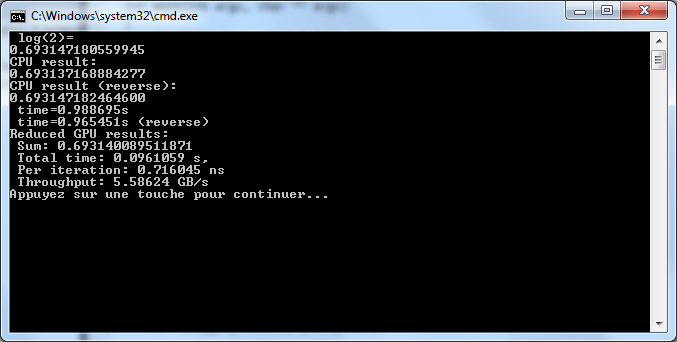 C:\Windows\system32\cmd.exe
log(2)=
0.693147180559945
CPU result:
0.693137168884277
CPU result (reverse):
0.693147182464600
time=0.988695s
time=0.965451s (reverse)
Reduced GPU results:
Sum: 0.693140089511871
Total time: 0.0961059 s,
Per iteration: 0.716045 ns
Throughput: 5.58624 GB/s
Appuyez sur une touche pour continuer...